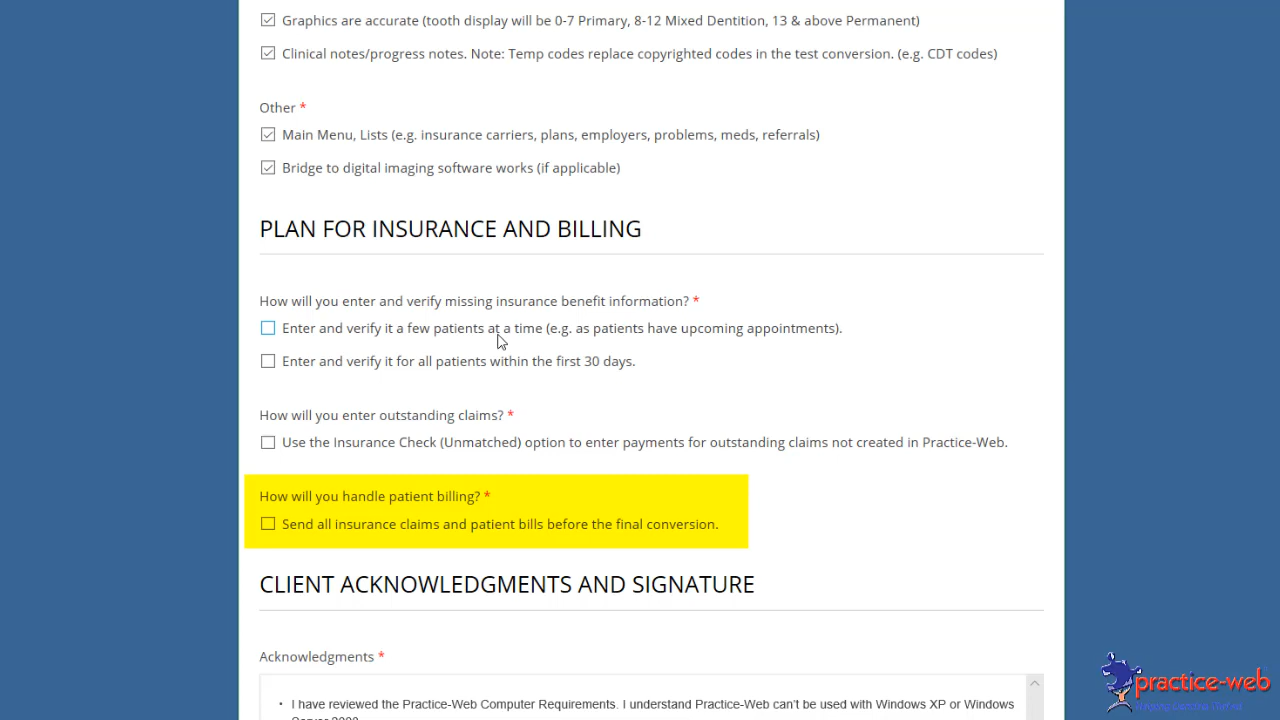 Graphics are accurate (tooth display will be 0-7 Primary, 8-12 Mixed Dentition, 13 & above Permanent)
Clinical notes/progress notes. Note: Temp codes replace copyrighted codes in the test conversion. (e.g. CDT codes)
Other *
Main Menu, Lists (e.g. insurance carriers, plans, employers, problems, meds, referrals)
Bridge to digital imaging software works (if applicable)
PLAN FOR INSURANCE AND BILLING
How will you enter and verify missing insurance benefit information? *
Enter and verify it a few patients at a time (e.g. as patients have upcoming appointments).
Enter and verify it for all patients within the first 30 days.
How will you enter outstanding claims? *
Use the Insurance Check (Unmatched) option to enter payments for outstanding claims not created in Practice-Web.
How will you handle patient billing? *
Send all insurance claims and patient bills before the final conversion.
CLIENT ACKNOWLEDGMENTS AND SIGNATURE
Acknowledgments *
• I have reviewed the Practice-Web Computer Requirements. I understand Practice-Web can't be used with Windows XP or Windows
practice-web